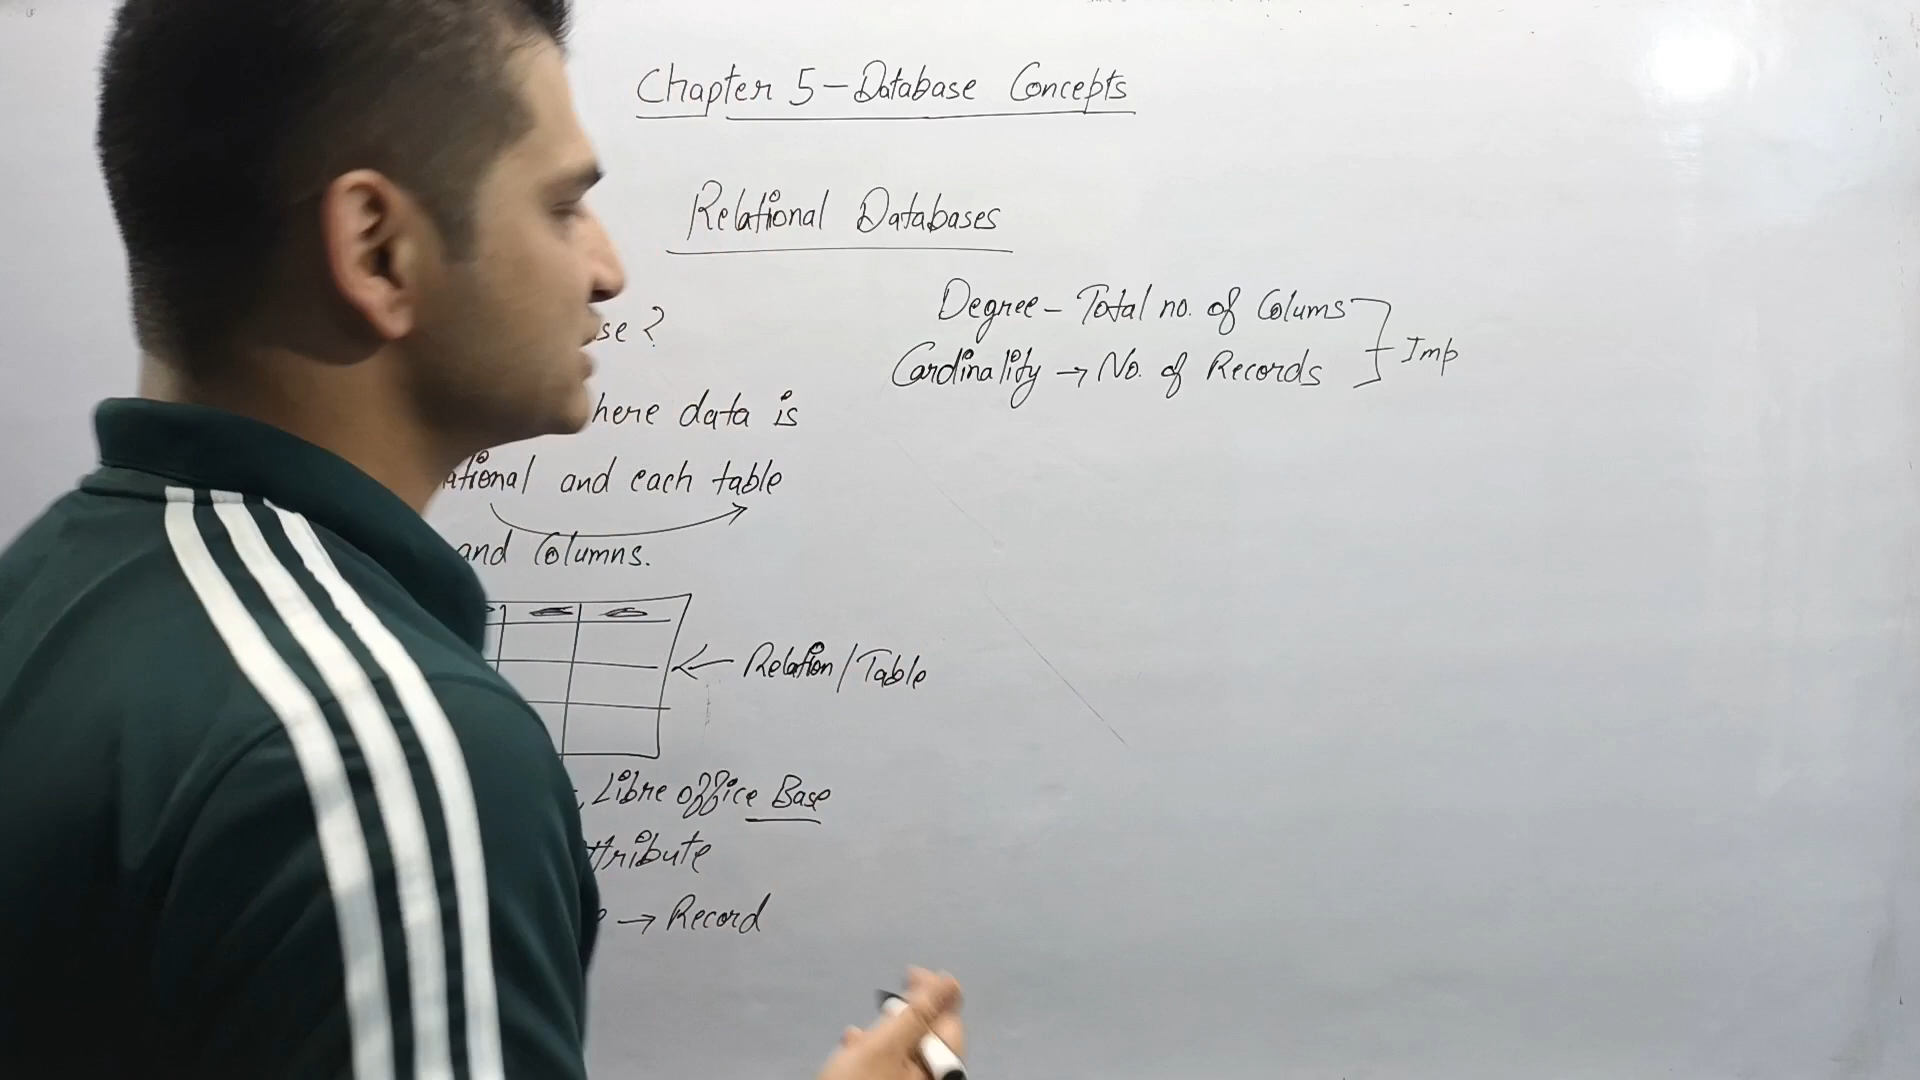 Chapter 5 - Database Concepts
Relational Databases
se ?
here data is
ational and each table
and Columns.
Relation/Table
, Libre office Base
ttribute
→ Record
Degree - Total no. of Colums
Cardinality → No. of Records
Imp